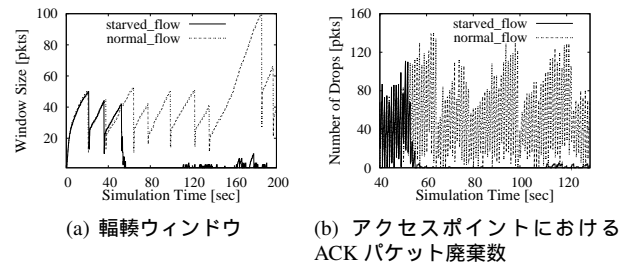 100
80
60
40
20
0 40 80 120 160 200
Window Size [pkts]
Simulation Time [sec]
starved_flow
normal_flow
(a) 輻輳ウィンドウ
160
120
80
40
0
40 60 80 100 120
Number of Drops [pkts]
Simulation Time [sec]
starved_flow
normal_flow
(b) アクセスポイントにおける
ACK パケット廃棄数